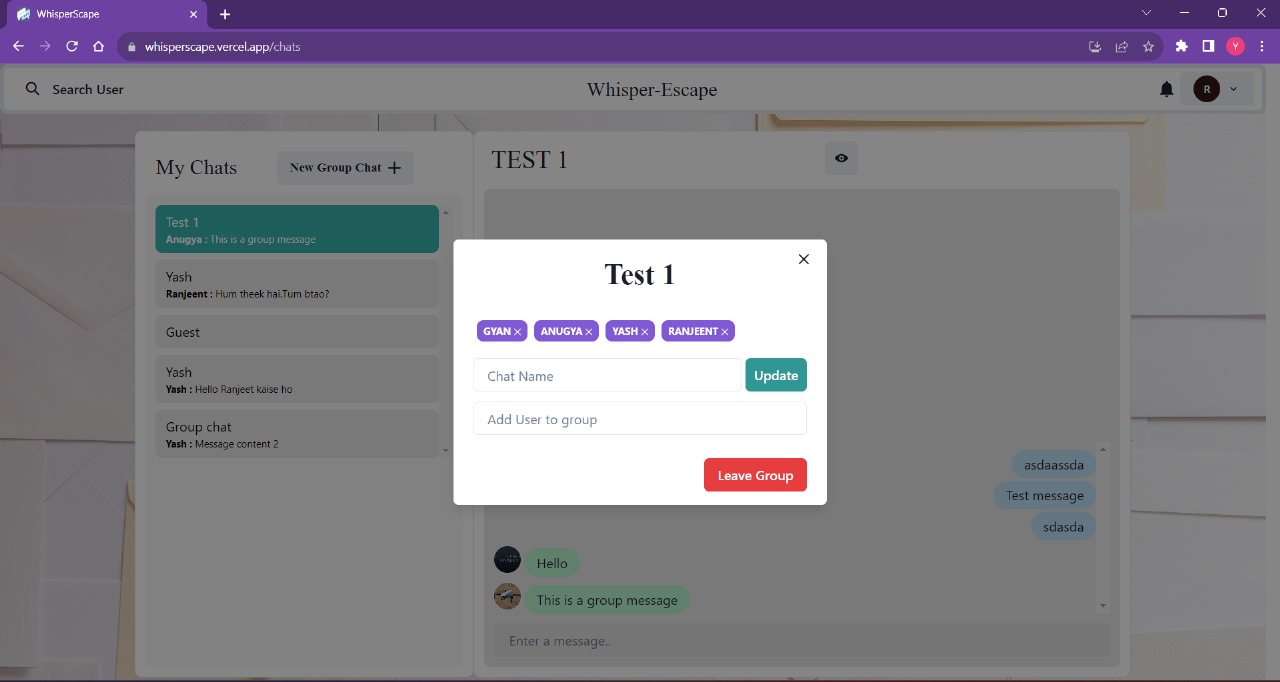 WhisperScape
whisperscape.vercel.app/chats
Y
Search User
Whisper-Escape
R
My Chats
New Group Chat
TEST 1
Test 1
Anugya : This is a group message
Yash
Ranjeent : Hum theek hai.Tum btao?
Guest
Yash
Yash : Hello Ranjeet kaise ho
Group chat
Yash : Message content 2
Test 1
GYAN ANUGYA YASH RANJEENT
Chat Name
Update
Add User to group
Leave Group
asdaassda
Test message
sdasda
Hello
This is a group message
Enter a message..